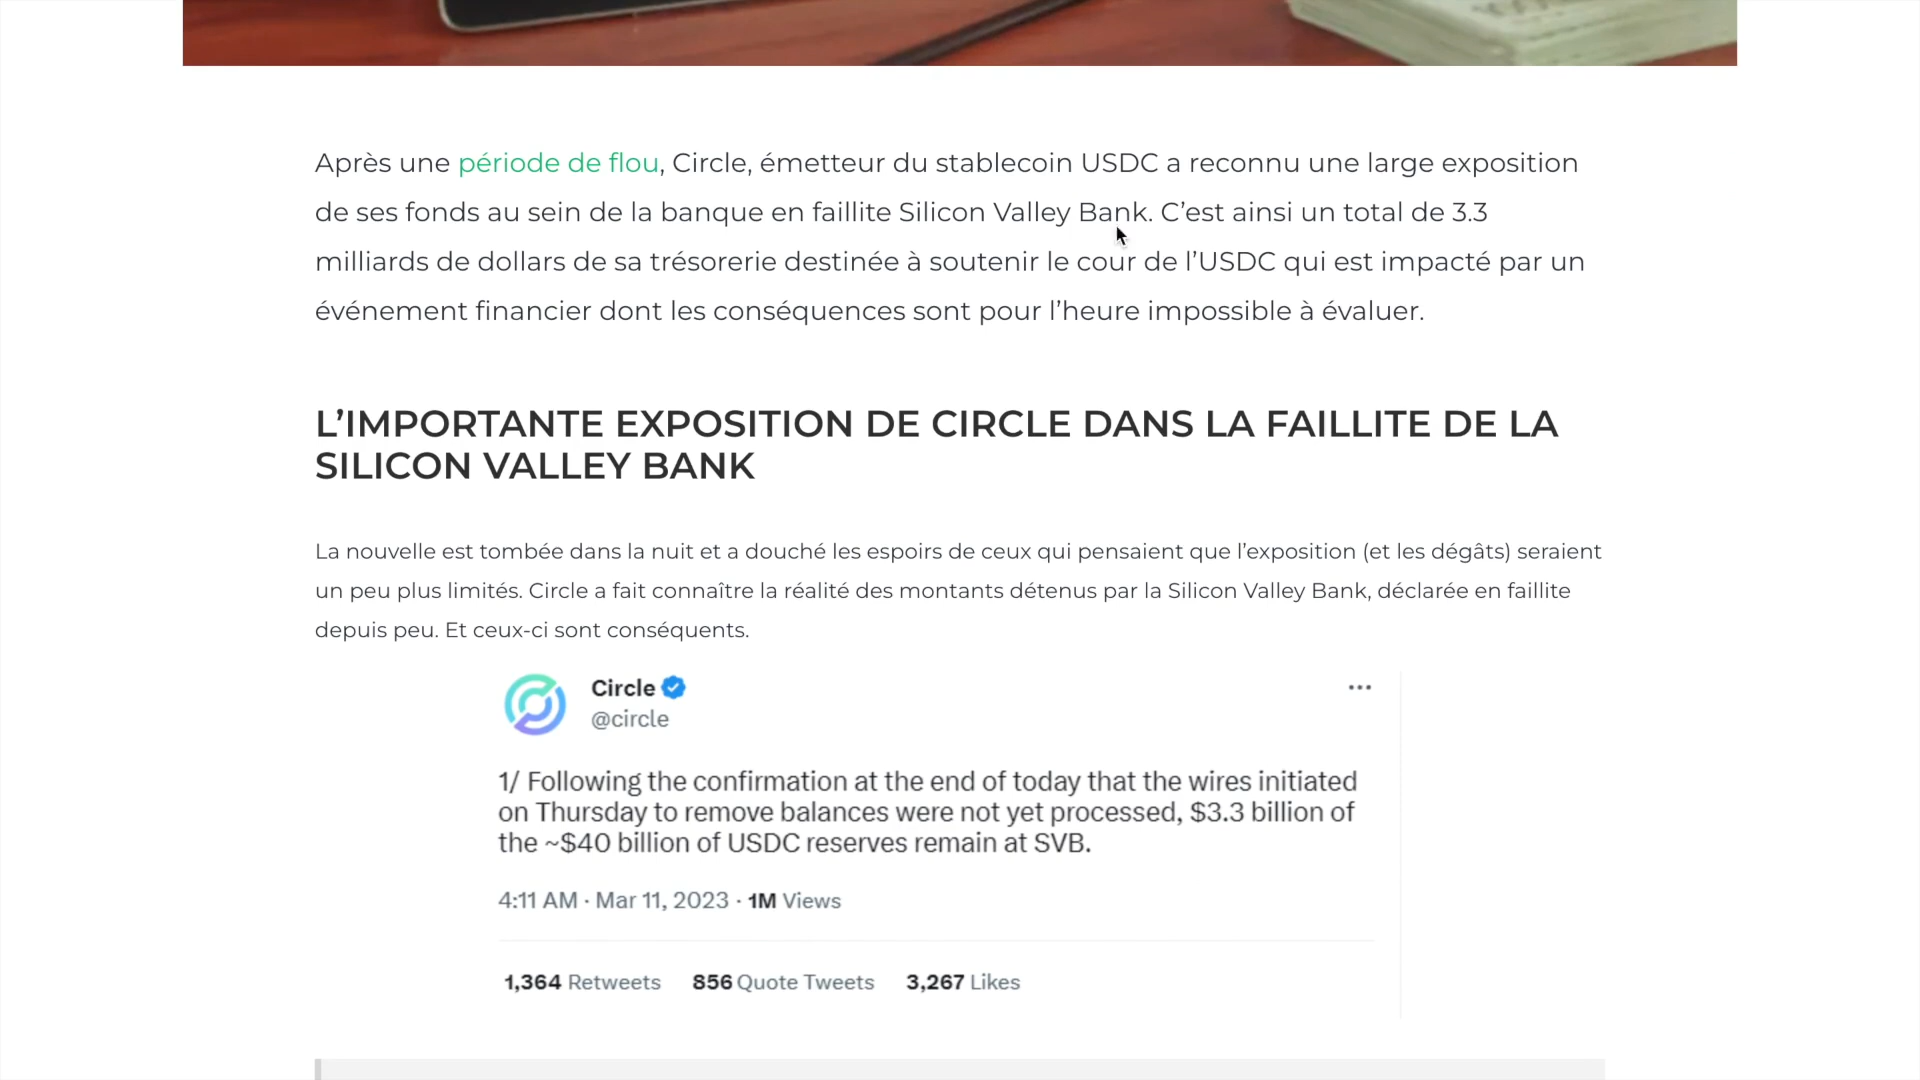 Après une période de flou, Circle, émetteur du stablecoin USDC a reconnu une large exposition
de ses fonds au sein de la banque en faillite Silicon Valley Bank. C’est ainsi un total de 3.3
milliards de dollars de sa trésorerie destinée à soutenir le cour de l’USDC qui est impacté par un
événement financier dont les conséquences sont pour l’heure impossible à évaluer.
L’IMPORTANTE EXPOSITION DE CIRCLE DANS LA FAILLITE DE LA
SILICON VALLEY BANK
La nouvelle est tombée dans la nuit et a douché les espoirs de ceux qui pensaient que l’exposition (et les dégâts) seraient
un peu plus limités. Circle a fait connaître la réalité des montants détenus par la Silicon Valley Bank, déclarée en faillite
depuis peu. Et ceux-ci sont conséquents.
Circle
@circle
1/ Following the confirmation at the end of today that the wires initiated
on Thursday to remove balances were not yet processed, $3.3 billion of
the ~$40 billion of USDC reserves remain at SVB.
4:11 AM · Mar 11, 2023 · 1M Views
1,364 Retweets 856 Quote Tweets 3,267 Likes